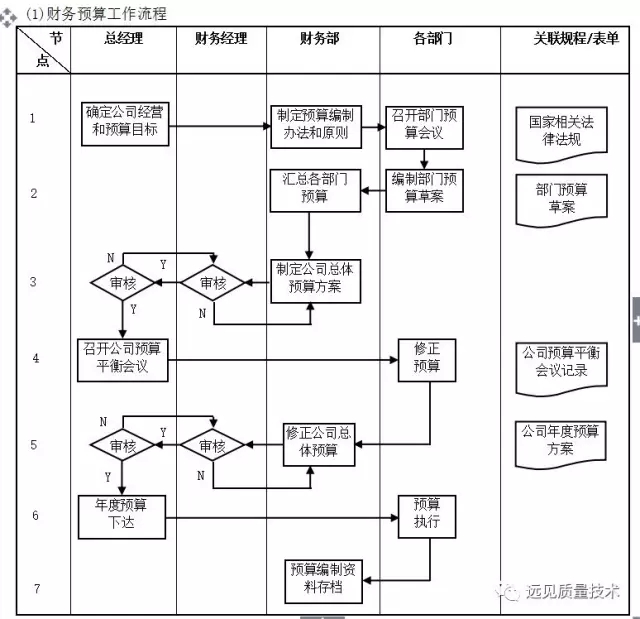 (1)财务预算工作流程
节点
总经理
财务经理
财务部
各部门
关联规程/表单
1
确定公司经营
和预算目标
制定预算编制
办法和原则
召开部门预
算会议
国家相关法
律法规
2
汇总各部门
预算
编制部门预
算草案
部门预算
草案
3
N
Y
审核
审核
制定公司总体
预算方案
Y
N
4
召开公司预算
平衡会议
修正
预算
公司预算平衡
会议记录
5
N
Y
审核
审核
修正公司总
体预算
公司年度预算
方案
Y
N
6
年度预算
下达
预算
执行
7
预算编制资
料存档
远见质量技术